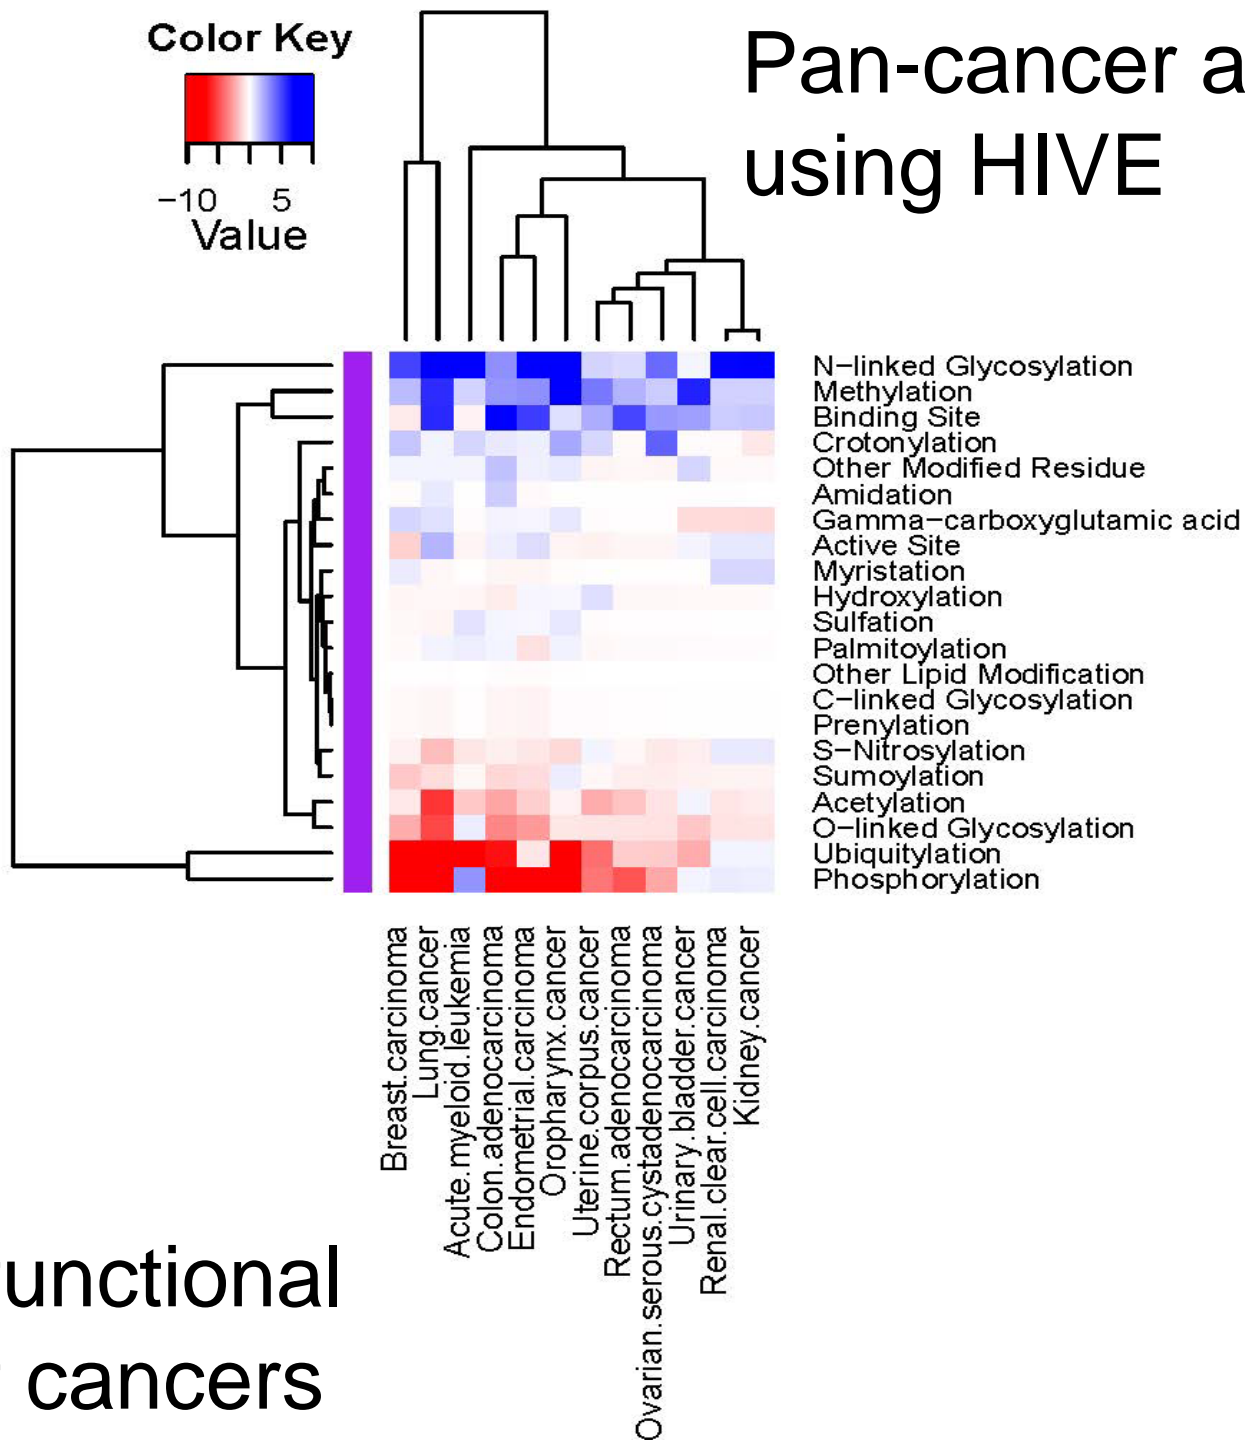 Color Key
-10 5
Value
Pan-cancer a
using HIVE
N-linked Glycosylation
Methylation
Binding Site
Crotonylation
Other Modified Residue
Amidation
Gamma-carboxyglutamic acid
Active Site
Myristation
Hydroxylation
Sulfation
Palmitoylation
Other Lipid Modification
C-linked Glycosylation
Prenylation
S-Nitrosylation
Sumoylation
Acetylation
O-linked Glycosylation
Ubiquitylation
Phosphorylation
Breast.carcinoma
Lung.cancer
Acute.myeloid.leukemia
Colon.adenocarcinoma
Endometrial.carcinoma
Oropharynx.cancer
Uterine.corpus.cancer
Rectum.adenocarcinoma
Ovarian.serous.cystadenocarcinoma
Urinary.bladder.cancer
Renal.clear.cell.carcinoma
Kidney.cancer
unctional
cancers